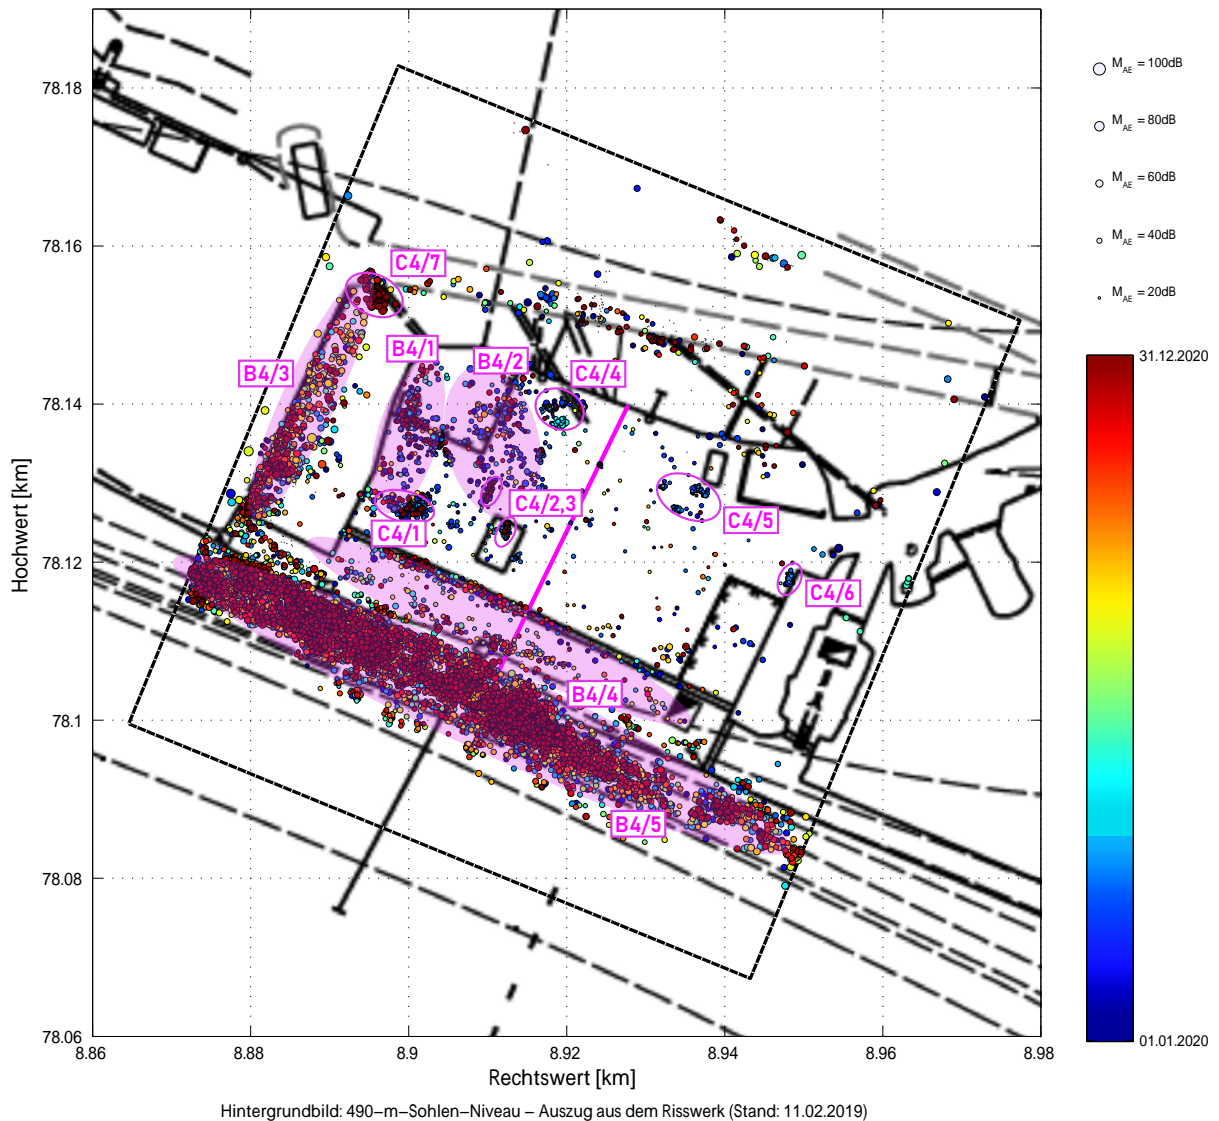 M_AE = 100dB
M_AE = 80dB
M_AE = 60dB
M_AE = 40dB
M_AE = 20dB
31.12.2020
01.01.2020
78.18
78.16
78.14
78.12
78.1
78.08
78.06
Hochwert [km]
C4/7
B4/1
B4/2
B4/3
C4/4
C4/2,3
C4/1
C4/5
C4/6
B4/4
B4/5
8.86
8.88
8.9
8.92
8.94
8.96
8.98
Rechtswert [km]
Hintergrundbild: 490−m−Sohlen−Niveau − Auszug aus dem Risswerk (Stand: 11.02.2019)